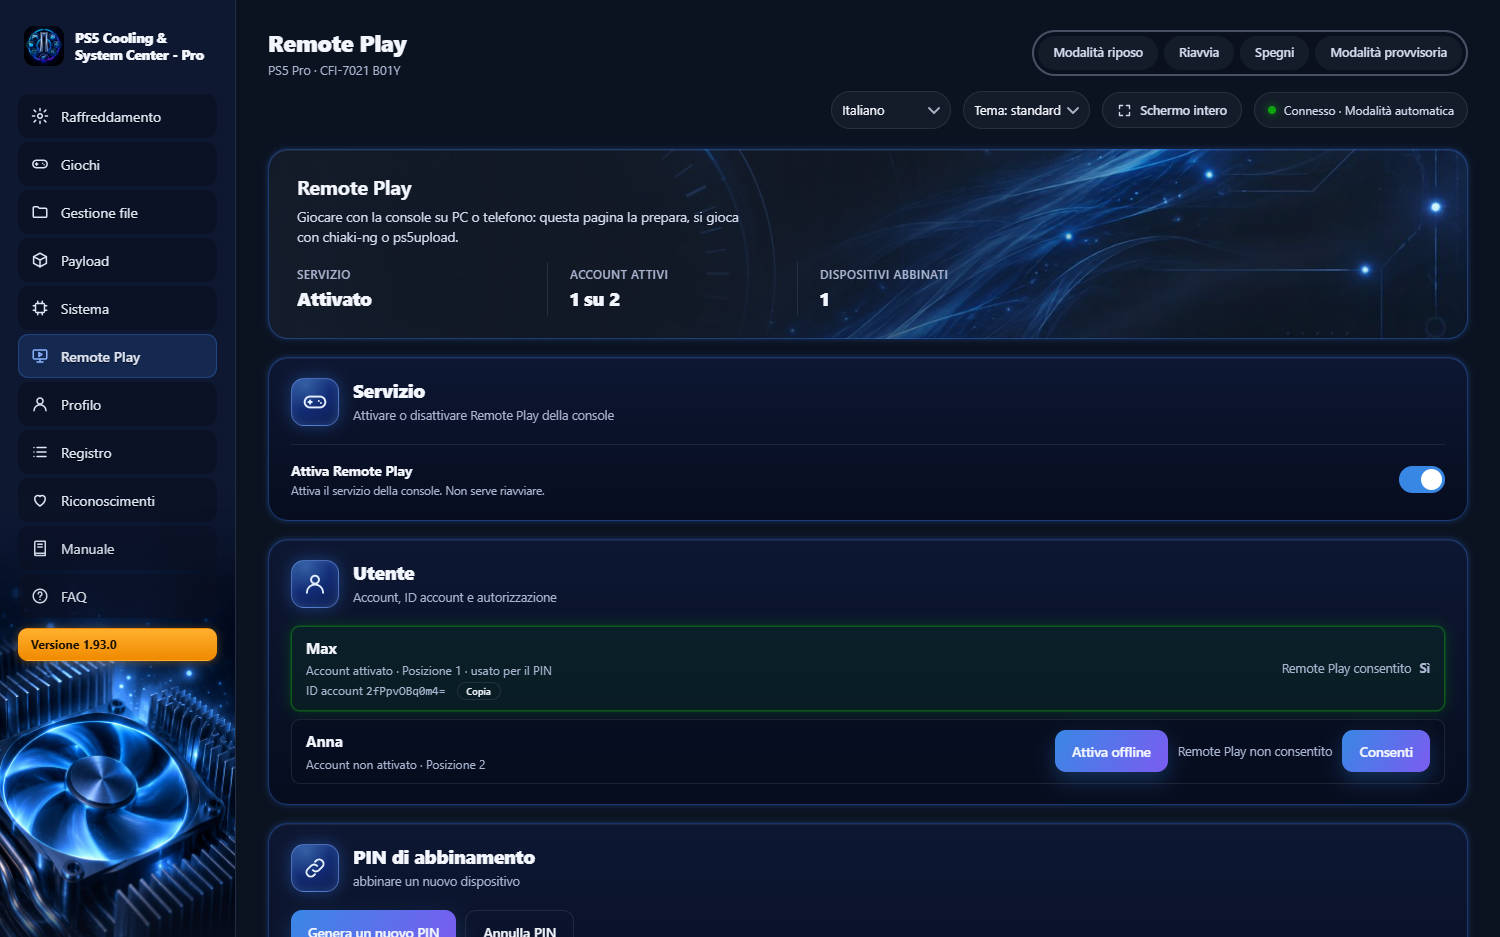 PS5 Cooling &
System Center - Pro
Raffreddamento
Giochi
Gestione file
Payload
Sistema
Remote Play
Profilo
Registro
Riconoscimenti
Manuale
FAQ
Versione 1.93.0
Remote Play
PS5 Pro · CFI-7021 B01Y
Modalità riposo
Riavvia
Spegni
Modalità provvisoria
Italiano
Tema: standard
Schermo intero
Connesso · Modalità automatica
Remote Play
Giocare con la console su PC o telefono: questa pagina la prepara, si gioca
con chiaki-ng o ps5upload.
SERVIZIO
Attivato
ACCOUNT ATTIVI
1 su 2
DISPOSITIVI ABBINATI
1
Servizio
Attivare o disattivare Remote Play della console
Attiva Remote Play
Attiva il servizio della console. Non serve riavviare.
Utente
Account, ID account e autorizzazione
Max
Account attivato · Posizione 1 · usato per il PIN
ID account 2fPpvOBq0m4= Copia
Remote Play consentito Sì
Anna
Account non attivato · Posizione 2
Attiva offline
Remote Play non consentito
Consenti
PIN di abbinamento
abbinare un nuovo dispositivo
Genera un nuovo PIN
Annulla PIN